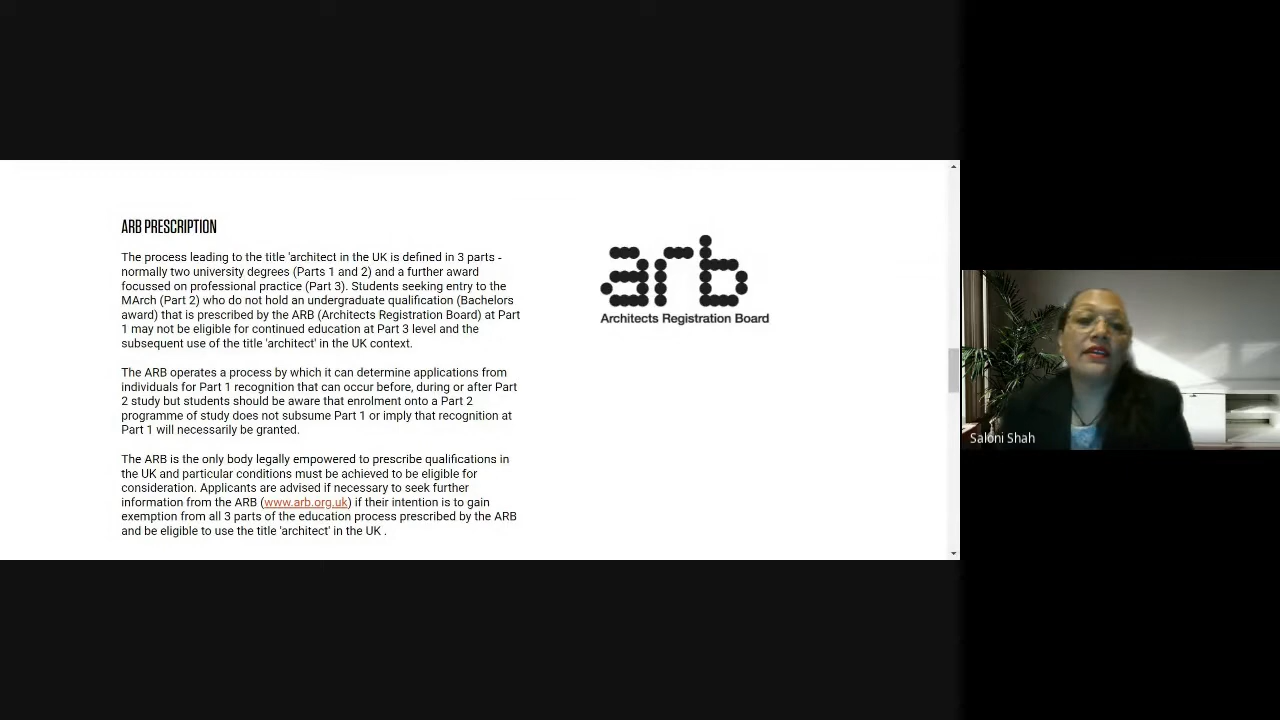 ARB PRESCRIPTION
The process leading to the title 'architect in the UK is defined in 3 parts -
normally two university degrees (Parts 1 and 2) and a further award
focussed on professional practice (Part 3). Students seeking entry to the
MArch (Part 2) who do not hold an undergraduate qualification (Bachelors
award) that is prescribed by the ARB (Architects Registration Board) at Part
1 may not be eligible for continued education at Part 3 level and the
subsequent use of the title 'architect' in the UK context.
The ARB operates a process by which it can determine applications from
individuals for Part 1 recognition that can occur before, during or after Part
2 study but students should be aware that enrolment onto a Part 2
programme of study does not subsume Part 1 or imply that recognition at
Part 1 will necessarily be granted.
The ARB is the only body legally empowered to prescribe qualifications in
the UK and particular conditions must be achieved to be eligible for
consideration. Applicants are advised if necessary to seek further
information from the ARB (www.arb.org.uk) if their intention is to gain
exemption from all 3 parts of the education process prescribed by the ARB
and be eligible to use the title 'architect' in the UK .
arb
Architects Registration Board
Saloni Shah